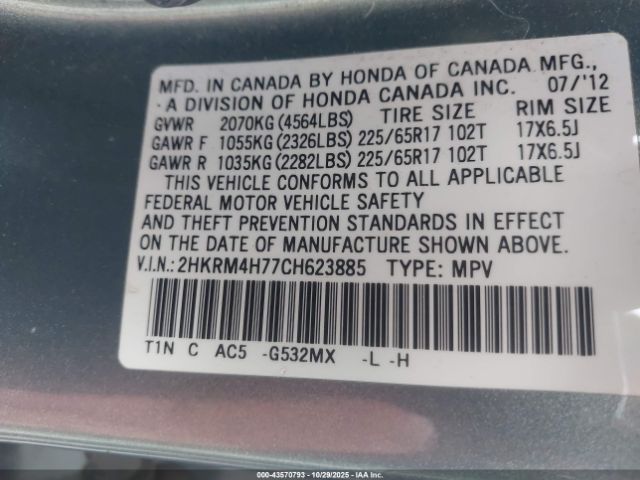 MFD. IN CANADA BY HONDA OF CANADA MFG.,
A DIVISION OF HONDA CANADA INC. 07/'12
GVWR 2070KG(4564LBS) TIRE SIZE RIM SIZE
GAWR F 1055KG(2326LBS) 225/65R17 102T 17X6.5J
GAWR R 1035KG(2282LBS) 225/65R17 102T 17X6.5J
THIS VEHICLE CONFORMS TO ALL APPLICABLE
FEDERAL MOTOR VEHICLE SAFETY
AND THEFT PREVENTION STANDARDS IN EFFECT
ON THE DATE OF MANUFACTURE SHOWN ABOVE.
V.I.N.:2HKRM4H77CH623885 TYPE: MPV
T1N C AC5 -G532MX -L -H
000-43570793 - 10/29/2025 - IAA Inc.